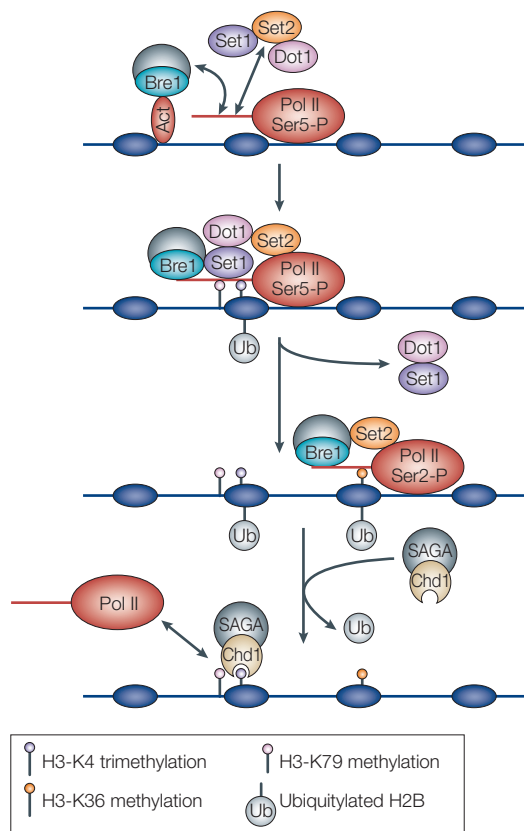 Set1
Set2
Dot1
Bre1
Act
Pol II
Ser5-P
Dot1
Set2
Bre1
Set1
Pol II
Ser5-P
Ub
Dot1
Set1
Set2
Bre1
Pol II
Ser2-P
Ub
Ub
SAGA
Chd1
Pol II
SAGA
Ub
Chd1
H3-K4 trimethylation
H3-K79 methylation
H3-K36 methylation
Ub
Ubiquitylated H2B